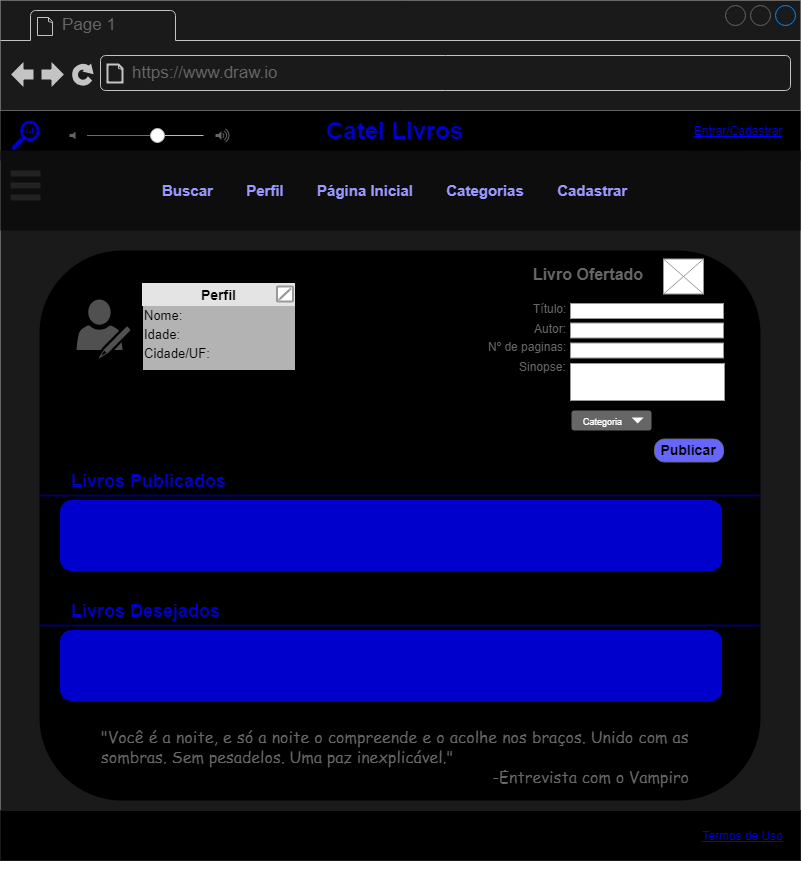 Page 1
https://www.draw.io
Catei Livros
Entrar/Cadastrar
Buscar Perfil Página Inicial Categorias Cadastrar
Perfil
Nome:
Idade:
Cidade/UF:
Livro Ofertado
Título:
Autor:
Nº de paginas:
Sinopse:
Categoria
Publicar
Livros Publicados
Livros Desejados
"Você é a noite, e só a noite o compreende e o acolhe nos braços. Unido com as
sombras. Sem pesadelos. Uma paz inexplicável."
-Entrevista com o Vampiro
Termos de Uso